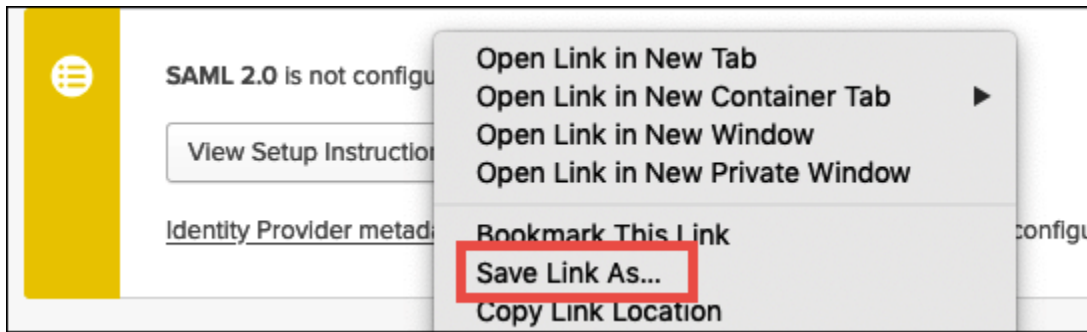 SAML 2.0 is not configu
View Setup Instruction
Identity Provider metada
Open Link in New Tab
Open Link in New Container Tab
Open Link in New Window
Open Link in New Private Window
Bookmark This Link
Save Link As...
Copy Link Location
configu